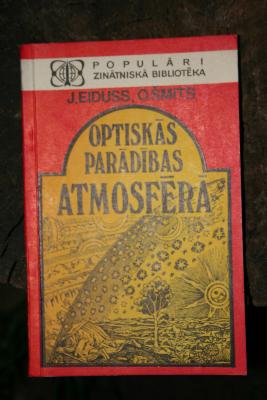 POPULĀRI
ZINĀTNISKĀ BIBLIOTĒKA
J.EIDUSS, O.ŠMITS
OPTISKĀS
PARĀDĪBAS
ATMOSFĒRĀ